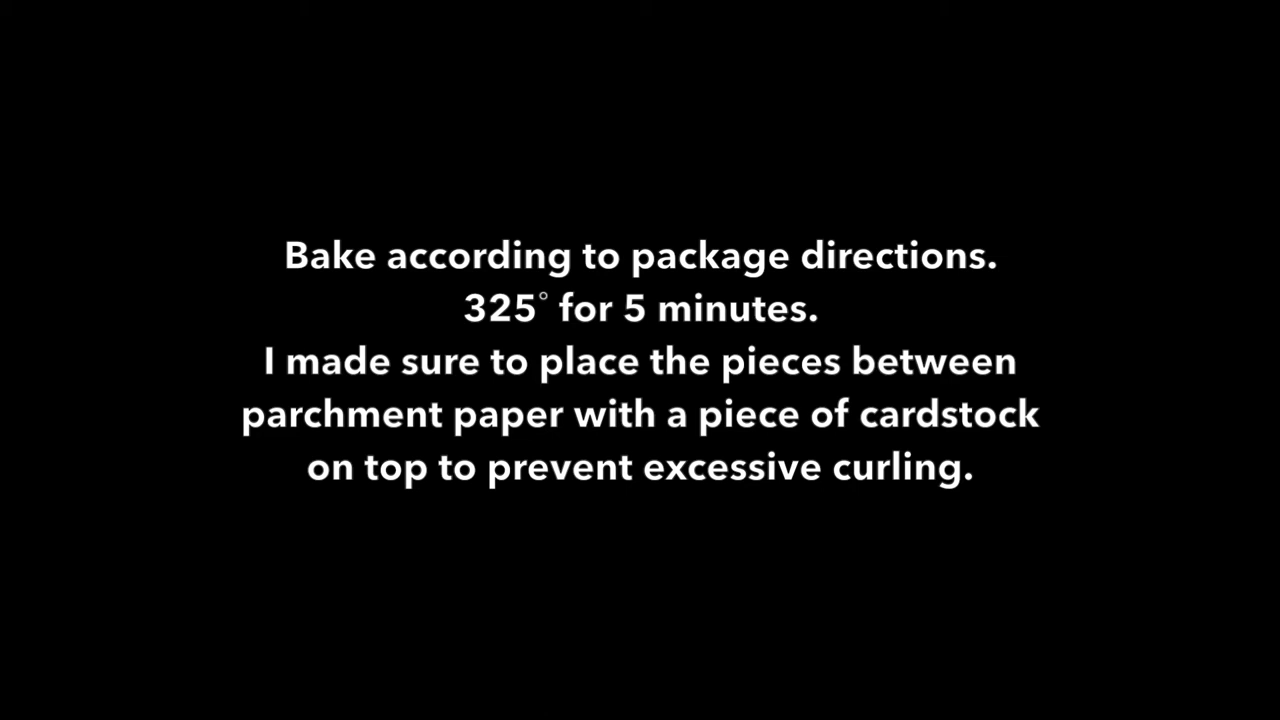 Bake according to package directions.
325° for 5 minutes.
I made sure to place the pieces between
parchment paper with a piece of cardstock
on top to prevent excessive curling.